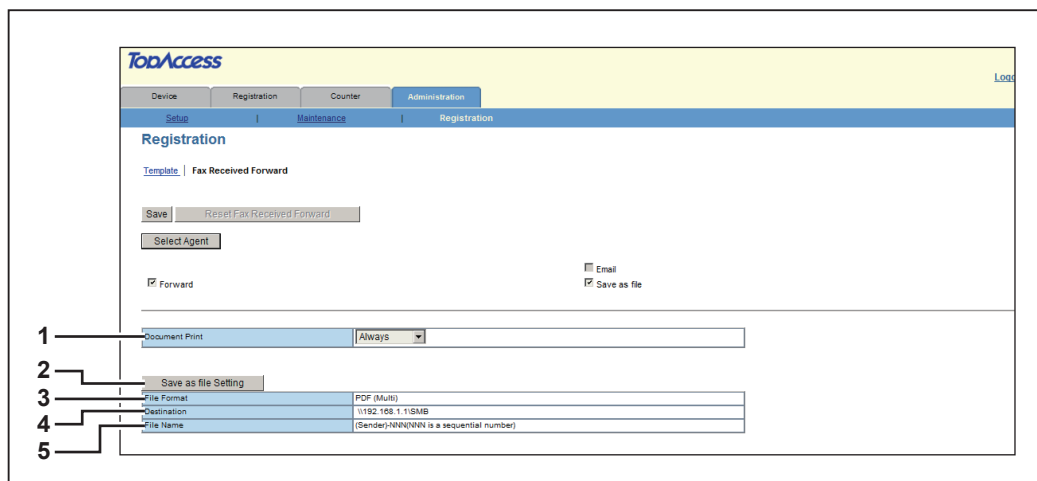 TopAccess
Logo
Device Registration Counter Administration
Setup | Maintenance | Registration
Registration
Template | Fax Received Forward
Save Reset Fax Received Forward
Select Agent
Email
Forward Save as file
1 Document Print Always
2 Save as file Setting
3 File Format PDF (Multi)
4 Destination \\192.168.1.1\SMB
5 File Name (Sender)-NNN(NNN is a sequential number)